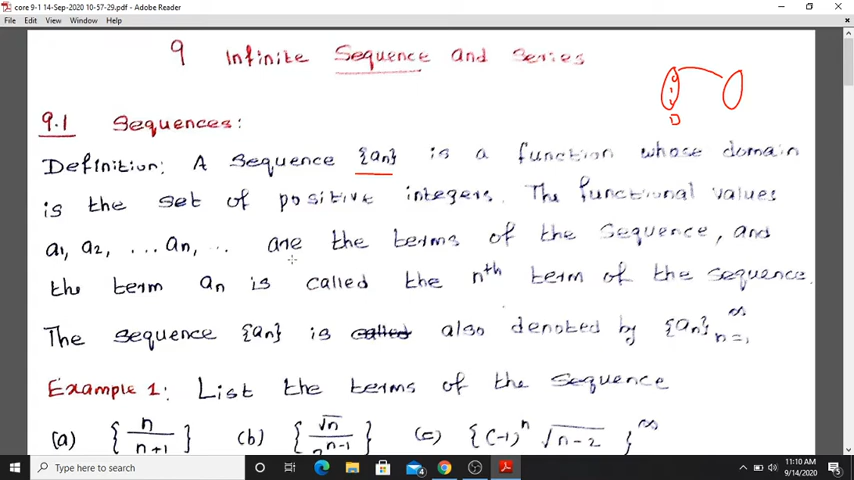 core 9-1 14-Sep-2020 10-57-29.pdf - Adobe Reader
File Edit View Window Help
9 Infinite Sequence and Series
D
9.1 Sequences:
Definition: A sequence {an} is a function whose domain
is the set of positive integers. The functional values
a1, a2, ... an, ... are the terms of the sequence, and
the term an is called the nth term of the sequence.
The sequence {an} is called also denoted by {an}∞n=1
Example 1: List the terms of the sequence
(a) {n/n+1} (b) {√n/2^n-1} (c) {(-1)^n √n-2}∞
Type here to search
11:10 AM
9/14/2020